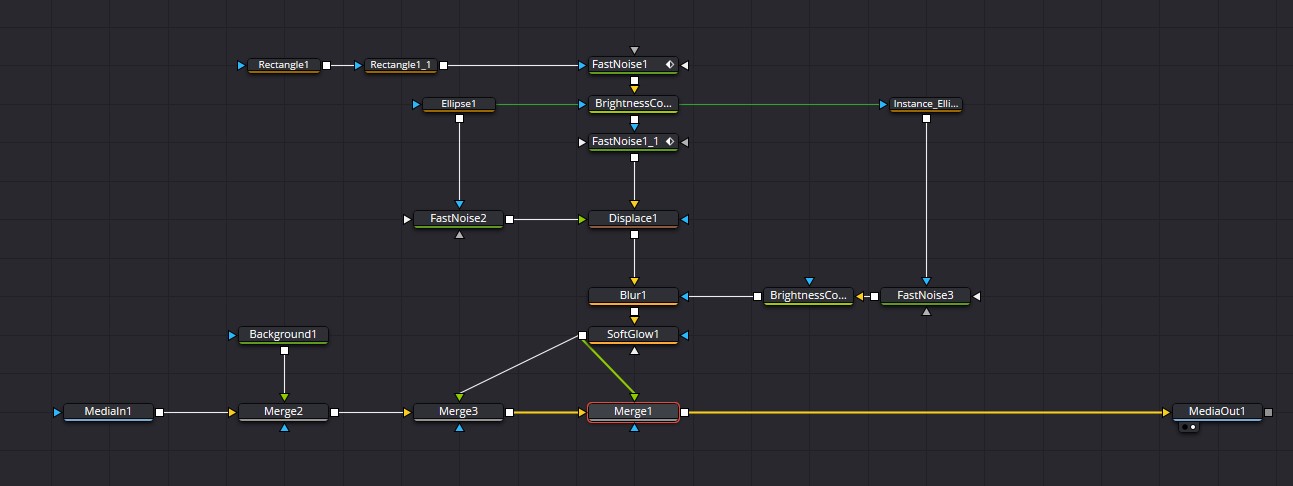 Rectangle1
Rectangle1_1
FastNoise1
Ellipse1
BrightnessCo...
Instance_Elli...
FastNoise1_1
FastNoise2
Displace1
Blur1
BrightnessCo...
FastNoise3
Background1
SoftGlow1
MediaIn1
Merge2
Merge3
Merge1
MediaOut1